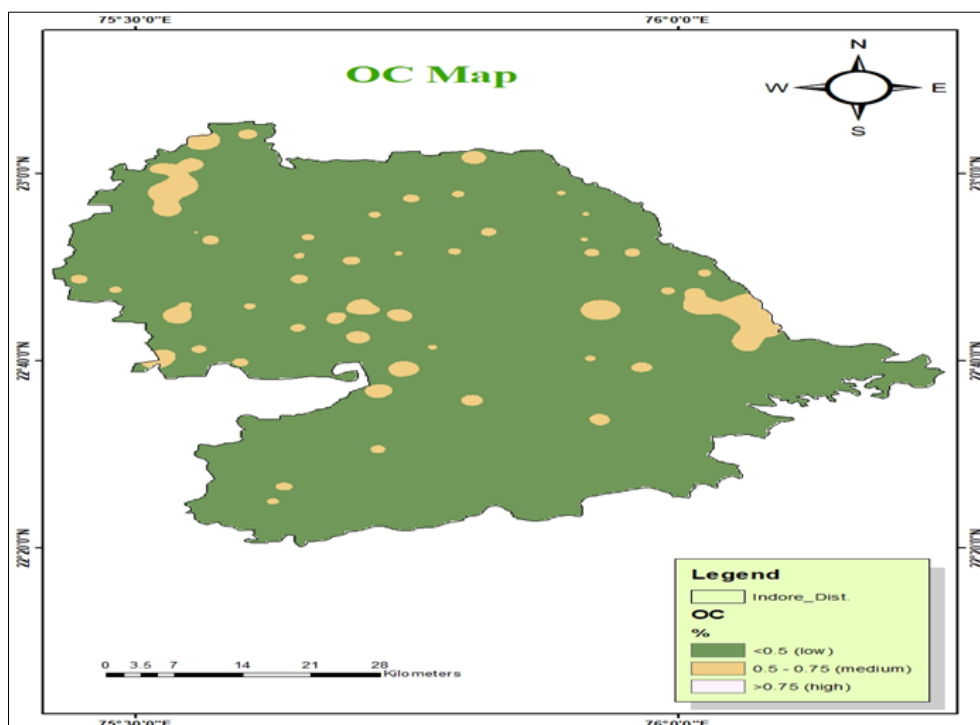 75°30'0"E 76°0'0"E
OC Map
N
W E
S
23°0'0"N 23°0'0"N
22°40'0"N 22°40'0"N
22°20'0"N 22°20'0"N
Legend
Indore_Dist.
OC
%
<0.5 (low)
0.5 - 0.75 (medium)
>0.75 (high)
0 3.5 7 14 21 28
Kilometers
75°30'0"E 76°0'0"E